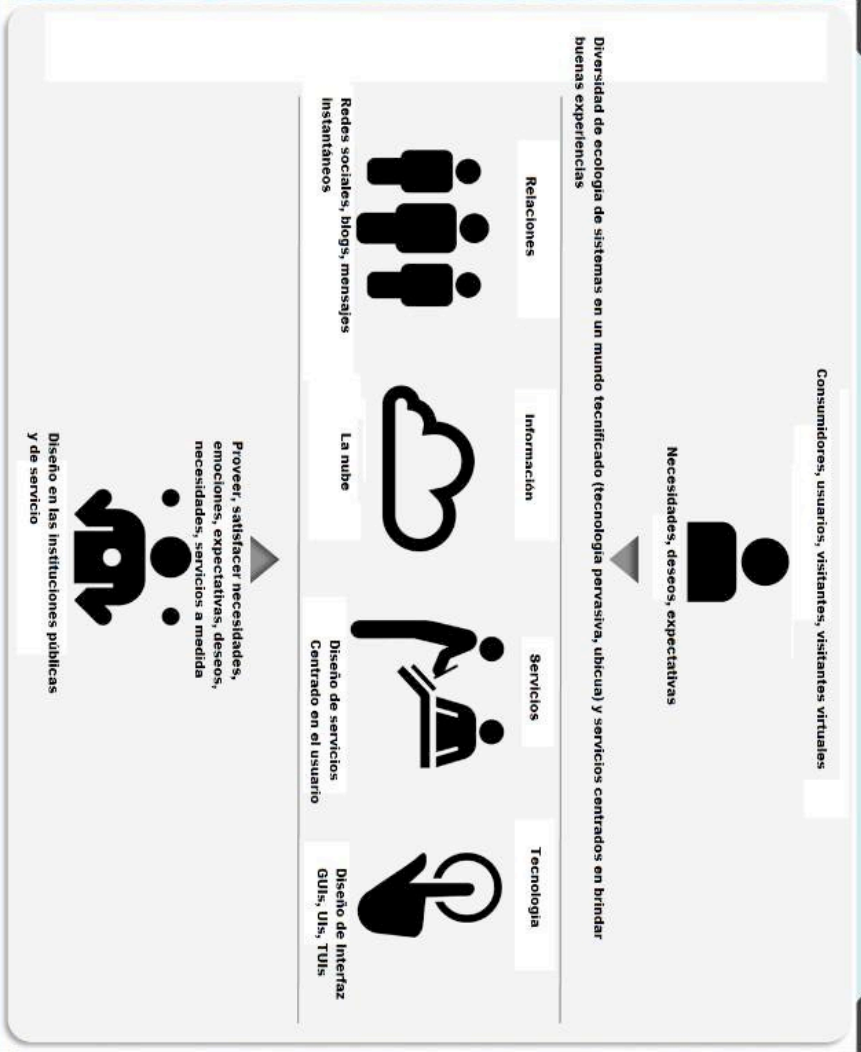 Consumidores, usuarios, visitantes, visitantes virtuales
Necesidades, deseos, expectativas
Diversidad de ecología de sistemas en un mundo tecnificado (tecnología pervasiva, ubicua) y servicios centrados en brindar
buenas experiencias
Relaciones
Información
Servicios
Tecnología
Redes sociales, blogs, mensajes
instantáneos
La nube
Diseño de servicios
Centrado en el usuario
Diseño de Interfaz
GUIs, UIs, TUIs
Proveer, satisfacer necesidades,
emociones, expectativas, deseos,
necesidades, servicios a medida
Diseño en las instituciones públicas
y de servicio